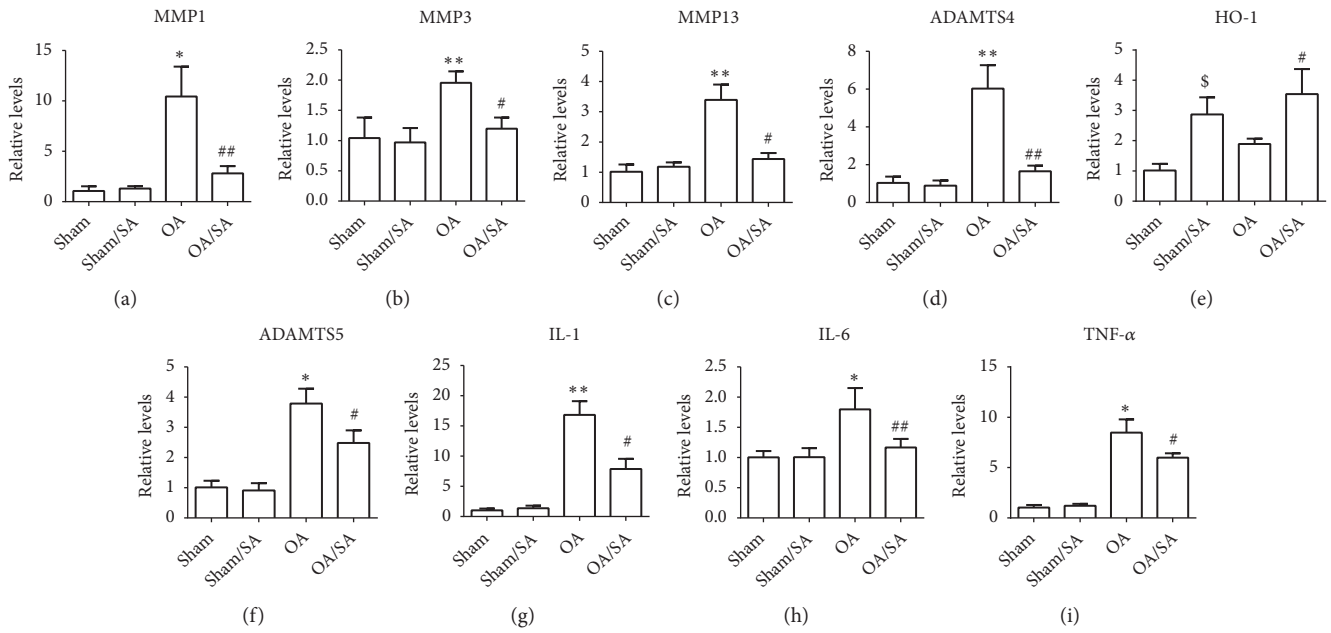 MMP1
Relative levels
15
10
5
0
*
##
Sham
Sham/SA
OA
OA/SA
(a)
MMP3
Relative levels
2.5
2.0
1.5
1.0
0.5
0.0
**
#
Sham
Sham/SA
OA
OA/SA
(b)
MMP13
Relative levels
5
4
3
2
1
0
**
#
Sham
Sham/SA
OA
OA/SA
(c)
ADAMTS4
Relative levels
8
6
4
2
0
**
##
Sham
Sham/SA
OA
OA/SA
(d)
HO-1
Relative levels
5
4
3
2
1
0
$
#
Sham
Sham/SA
OA
OA/SA
(e)
ADAMTS5
Relative levels
5
4
3
2
1
0
*
#
Sham
Sham/SA
OA
OA/SA
(f)
IL-1
Relative levels
25
20
15
10
5
0
**
#
Sham
Sham/SA
OA
OA/SA
(g)
IL-6
Relative levels
2.5
2.0
1.5
1.0
0.5
0.0
*
##
Sham
Sham/SA
OA
OA/SA
(h)
TNF-α
Relative levels
15
10
5
0
*
#
Sham
Sham/SA
OA
OA/SA
(i)